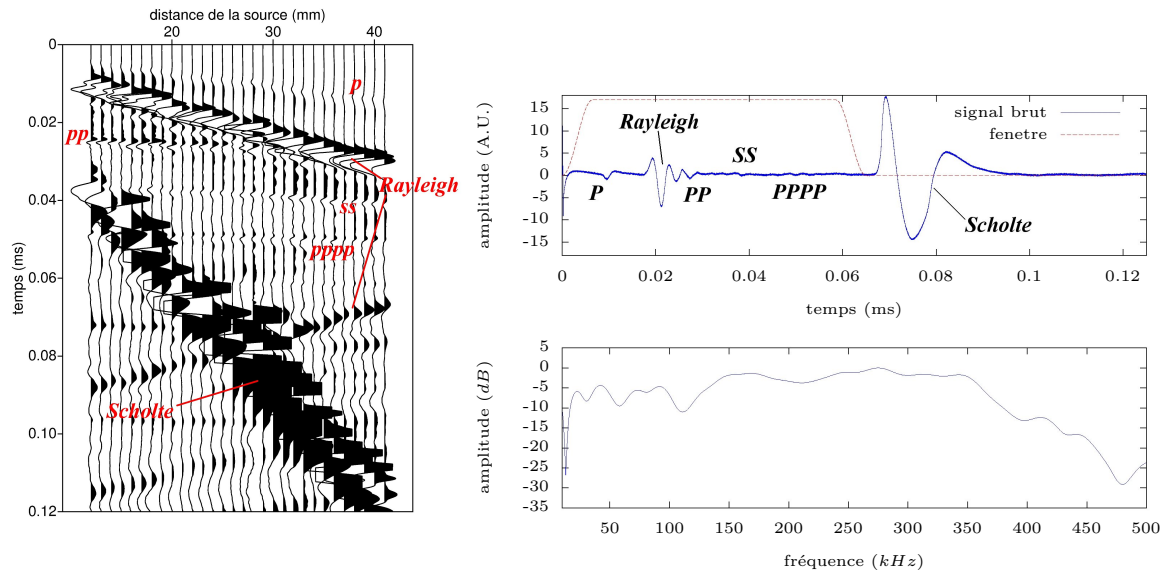 distance de la source (mm)
20 30 40
0
0.02
0.04
0.06
0.08
0.10
0.12
temps (ms)
p
pp
Rayleigh
ss
pppp
Scholte
amplitude (A.U.)
15
10
5
0
-5
-10
-15
signal brut
fenetre
Rayleigh
SS
P
PP
PPPP
Scholte
0 0.02 0.04 0.06 0.08 0.1 0.12
temps (ms)
amplitude (dB)
5
0
-5
-10
-15
-20
-25
-30
-35
50 100 150 200 250 300 350 400 450 500
fréquence (kHz)